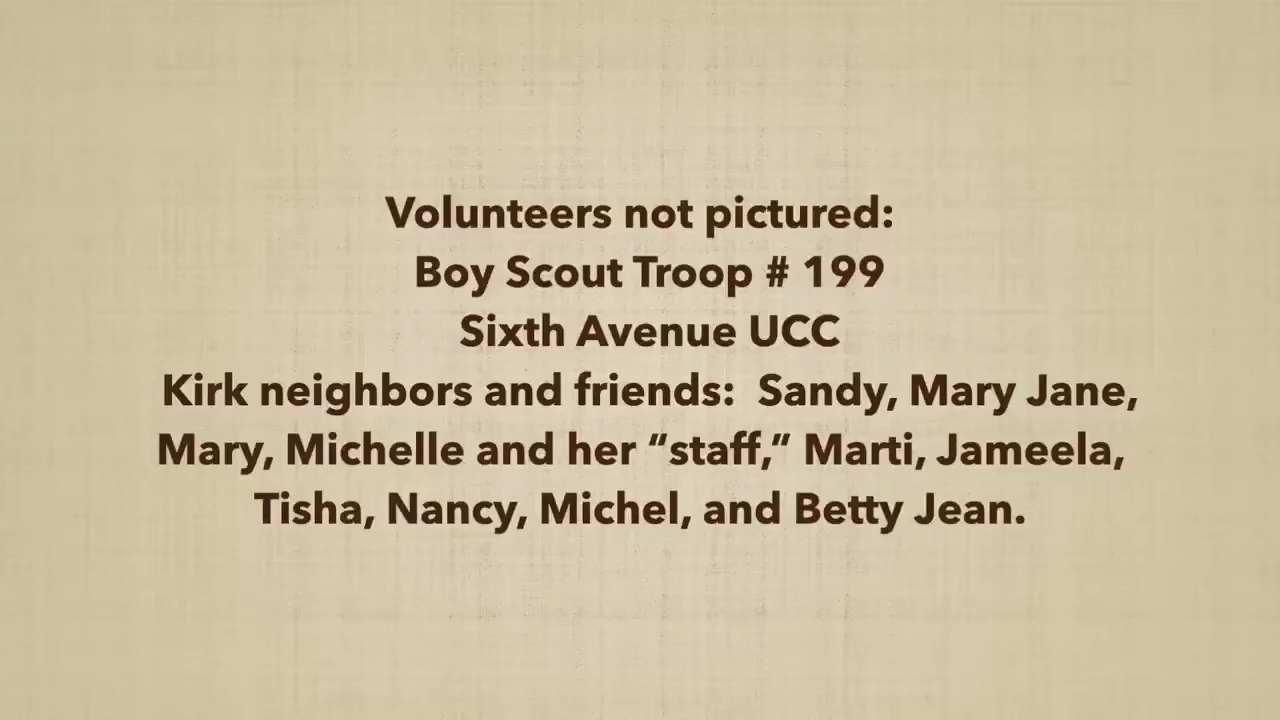 Volunteers not pictured:
Boy Scout Troop # 199
Sixth Avenue UCC
Kirk neighbors and friends:  Sandy, Mary Jane,
Mary, Michelle and her “staff,” Marti, Jameela,
Tisha, Nancy, Michel, and Betty Jean.